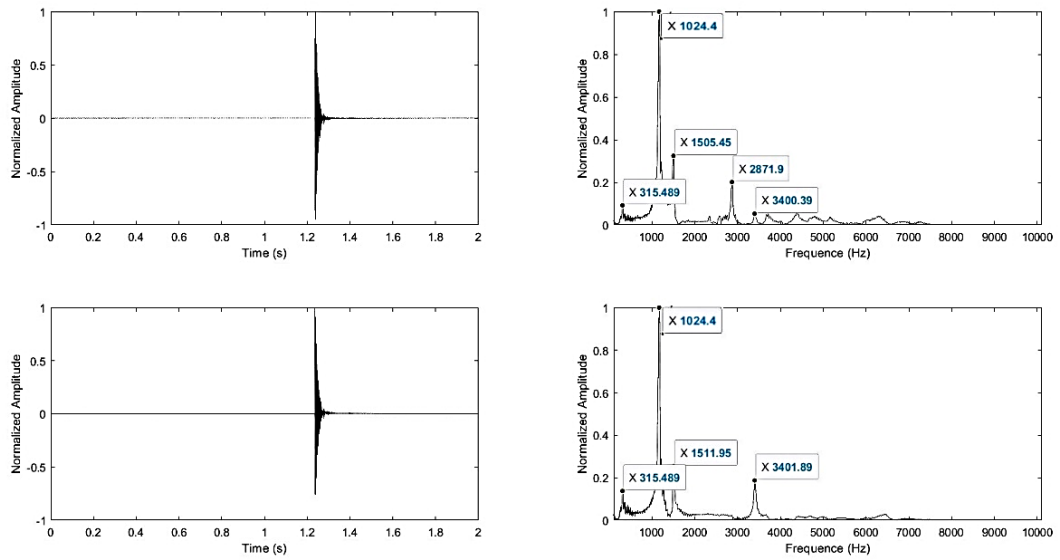 1
0.5
0
-0.5
-1
Normalized Amplitude
0 0.2 0.4 0.6 0.8 1 1.2 1.4 1.6 1.8 2
Time (s)
1
0.8
0.6
0.4
0.2
0
Normalized Amplitude
X 1024.4
X 1505.45
X 2871.9
X 315.489
X 3400.39
1000 2000 3000 4000 5000 6000 7000 8000 9000 10000
Frequence (Hz)
1
0.5
0
-0.5
-1
Normalized Amplitude
0 0.2 0.4 0.6 0.8 1 1.2 1.4 1.6 1.8 2
Time (s)
1
0.8
0.6
0.4
0.2
0
Normalized Amplitude
X 1024.4
X 1511.95
X 3401.89
X 315.489
1000 2000 3000 4000 5000 6000 7000 8000 9000 10000
Frequence (Hz)